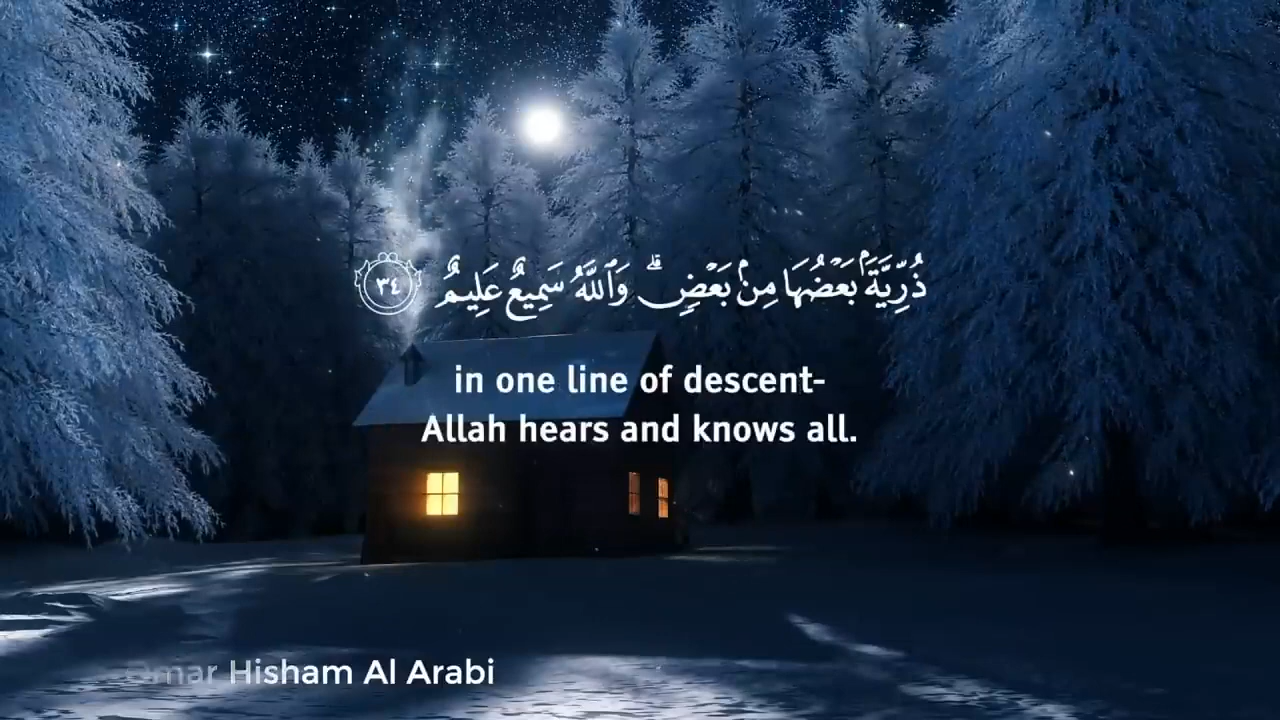 ذُرِّيَّةَۢ بَعۡضُهَا مِنۢ بَعۡضٖۗ وَٱللَّهُ سَمِيعٌ عَلِيمٌ ٣٤
in one line of descent-
Allah hears and knows all.
Omar Hisham Al Arabi